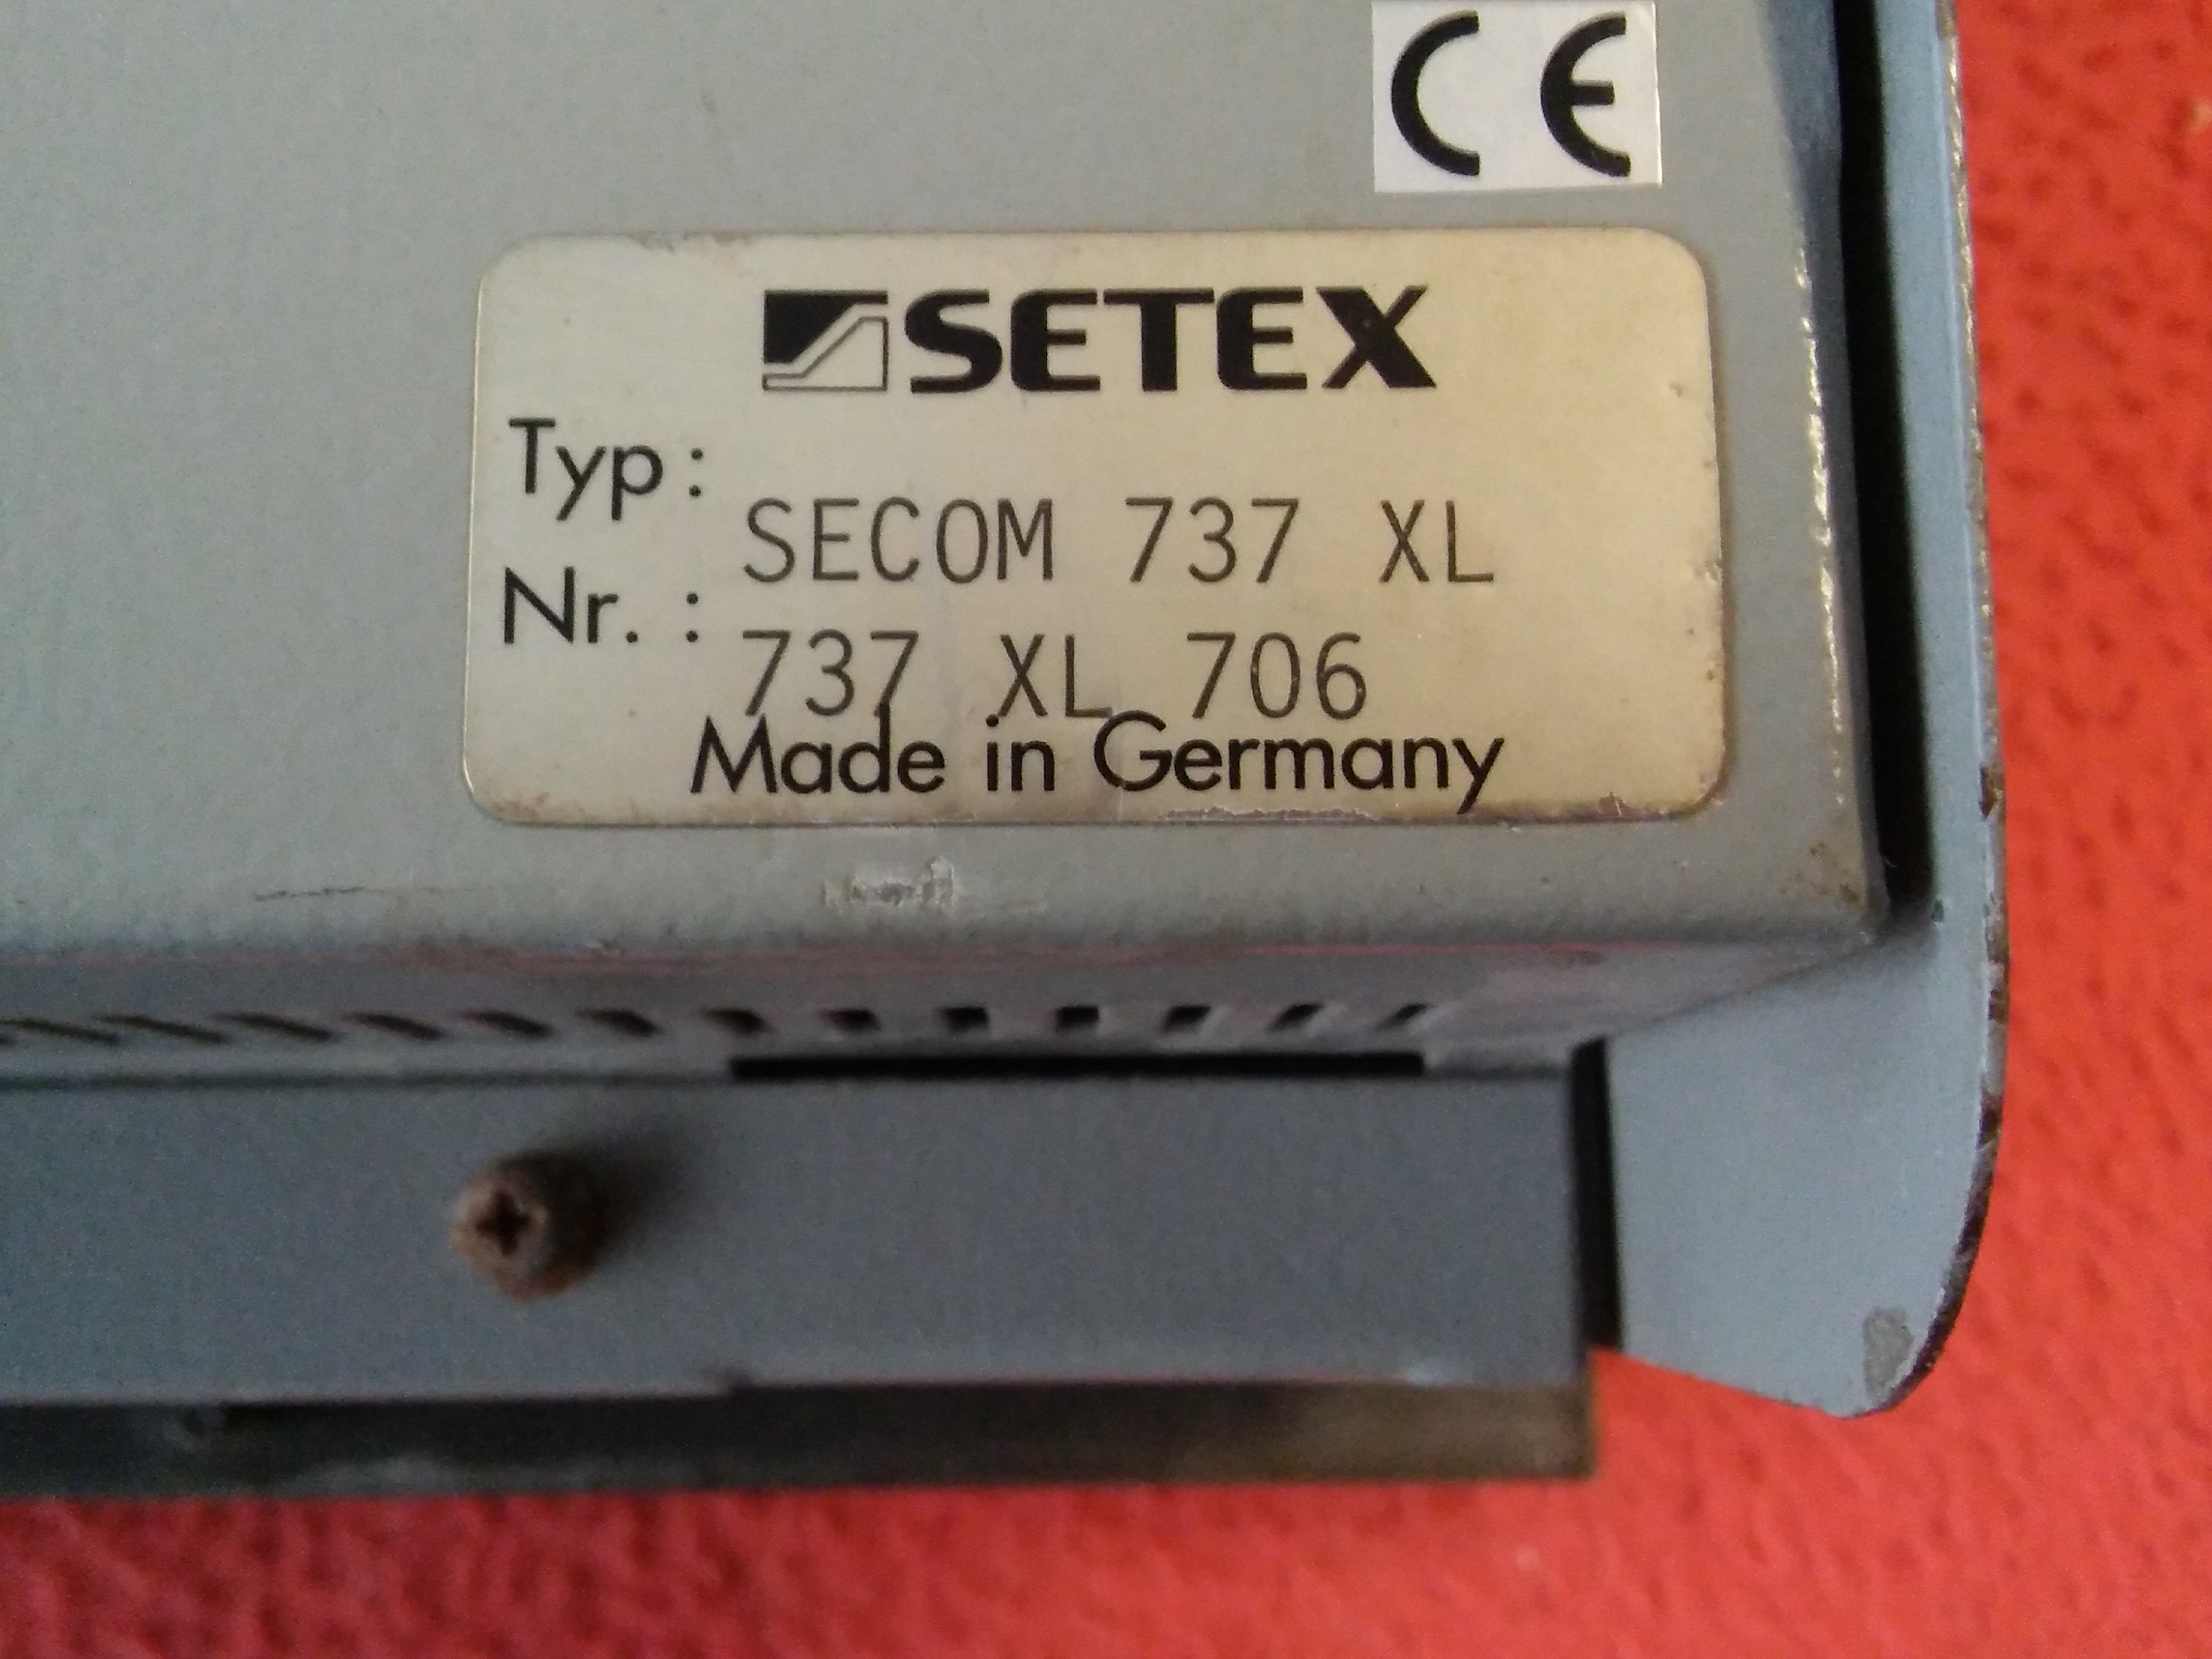 CE
SETEX
Typ: SECOM 737 XL
Nr. : 737 XL 706
Made in Germany